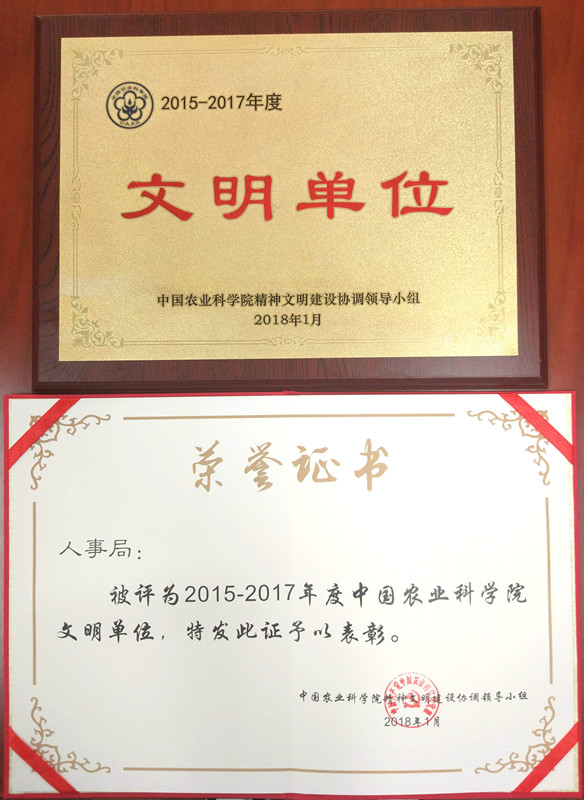 2015-2017年度
文明单位
中国农业科学院精神文明建设协调领导小组
2018年1月
荣誉证书
人事局：
被评为2015-2017年度中国农业科学院
文明单位，特发此证予以表彰。
中国农业科学院精神文明建设协调领导小组
2018年1月